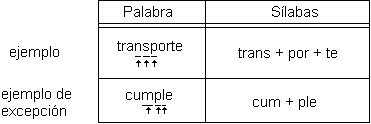 Palabra Sílabas
ejemplo transporte trans + por + te
ejemplo de
excepción cumple cum + ple